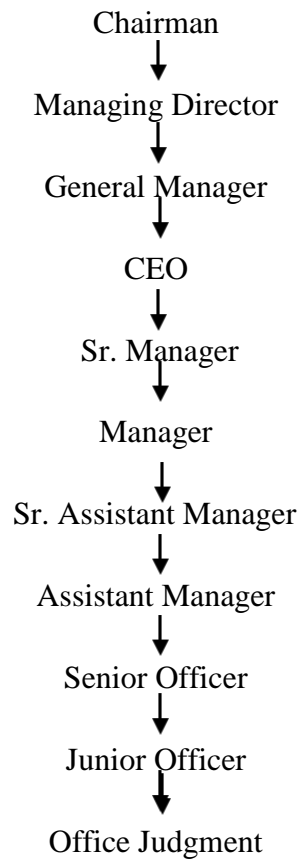 Chairman
Managing Director
General Manager
CEO
Sr. Manager
Manager
Sr. Assistant Manager
Assistant Manager
Senior Officer
Junior Officer
Office Judgment